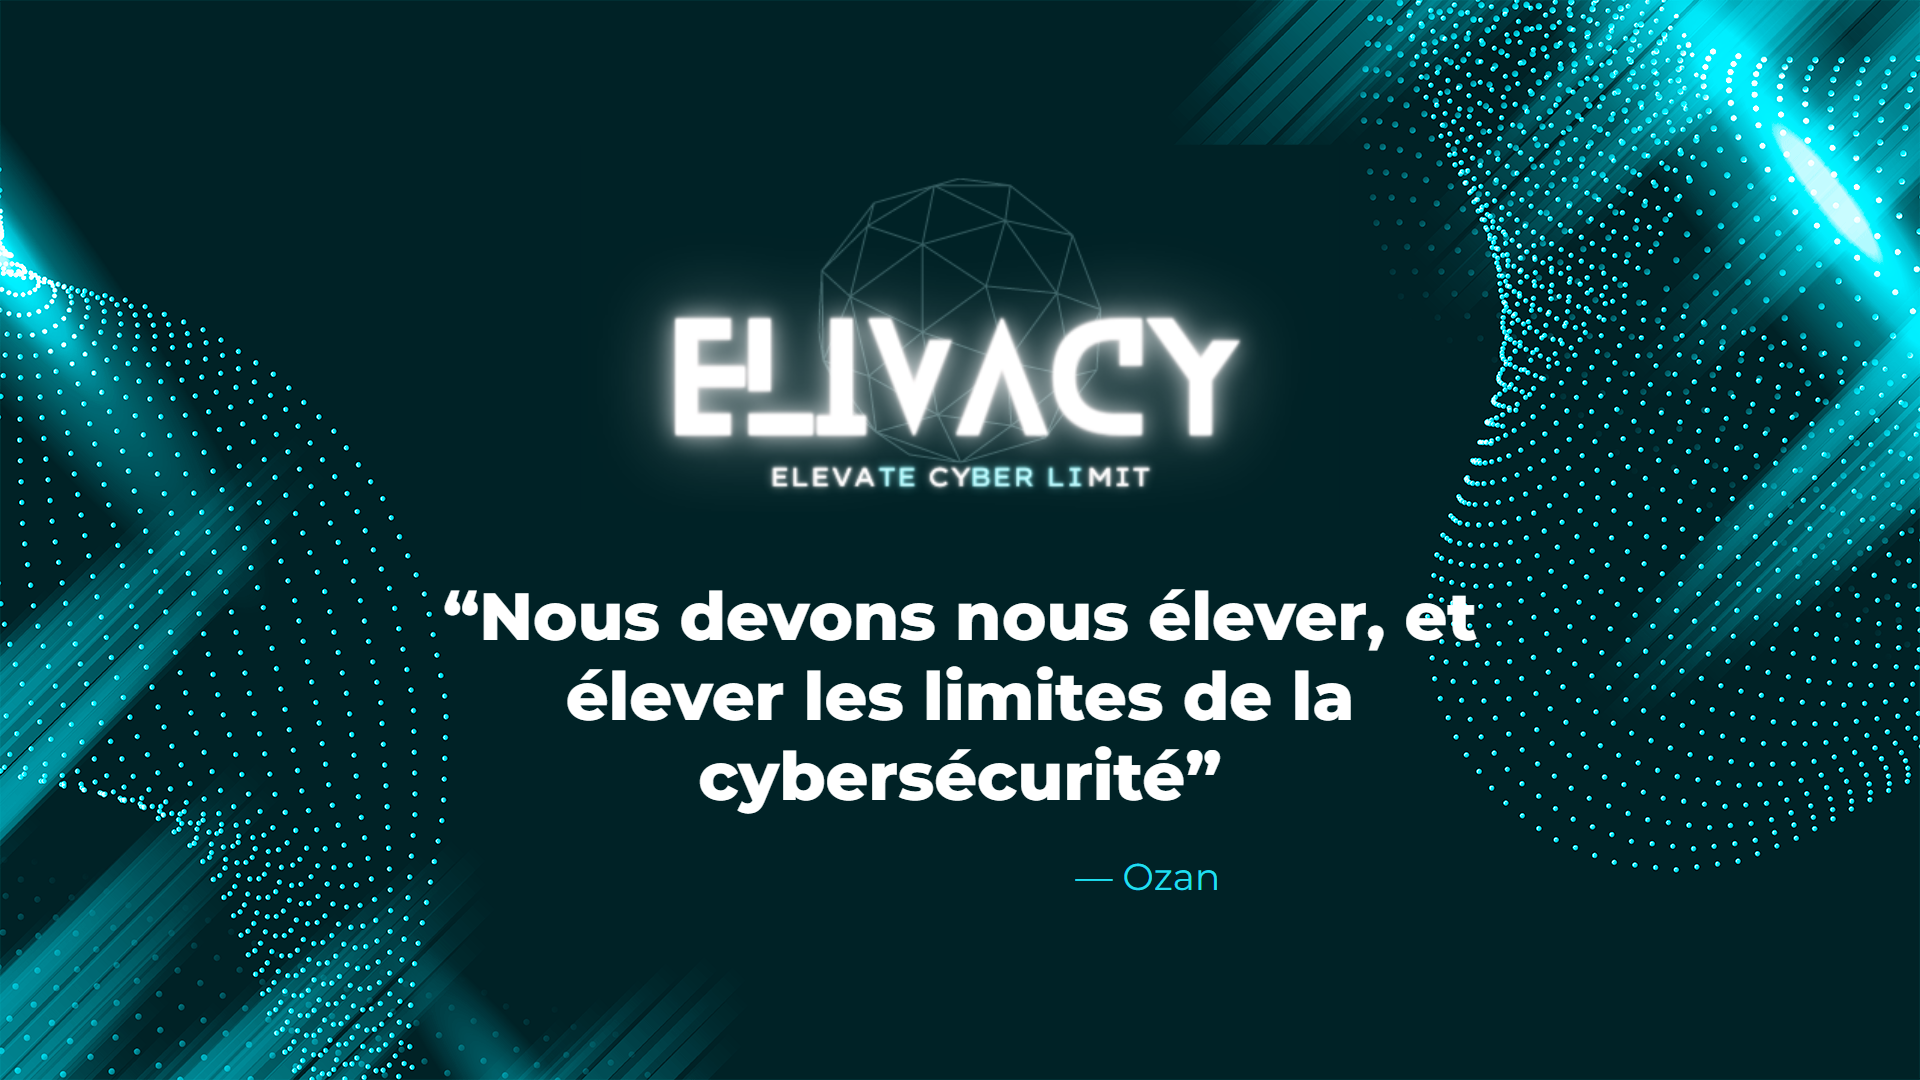 ELIVACY
ELEVATE CYBER LIMIT
“Nous devons nous élever, et
élever les limites de la
cybersécurité”
— Ozan